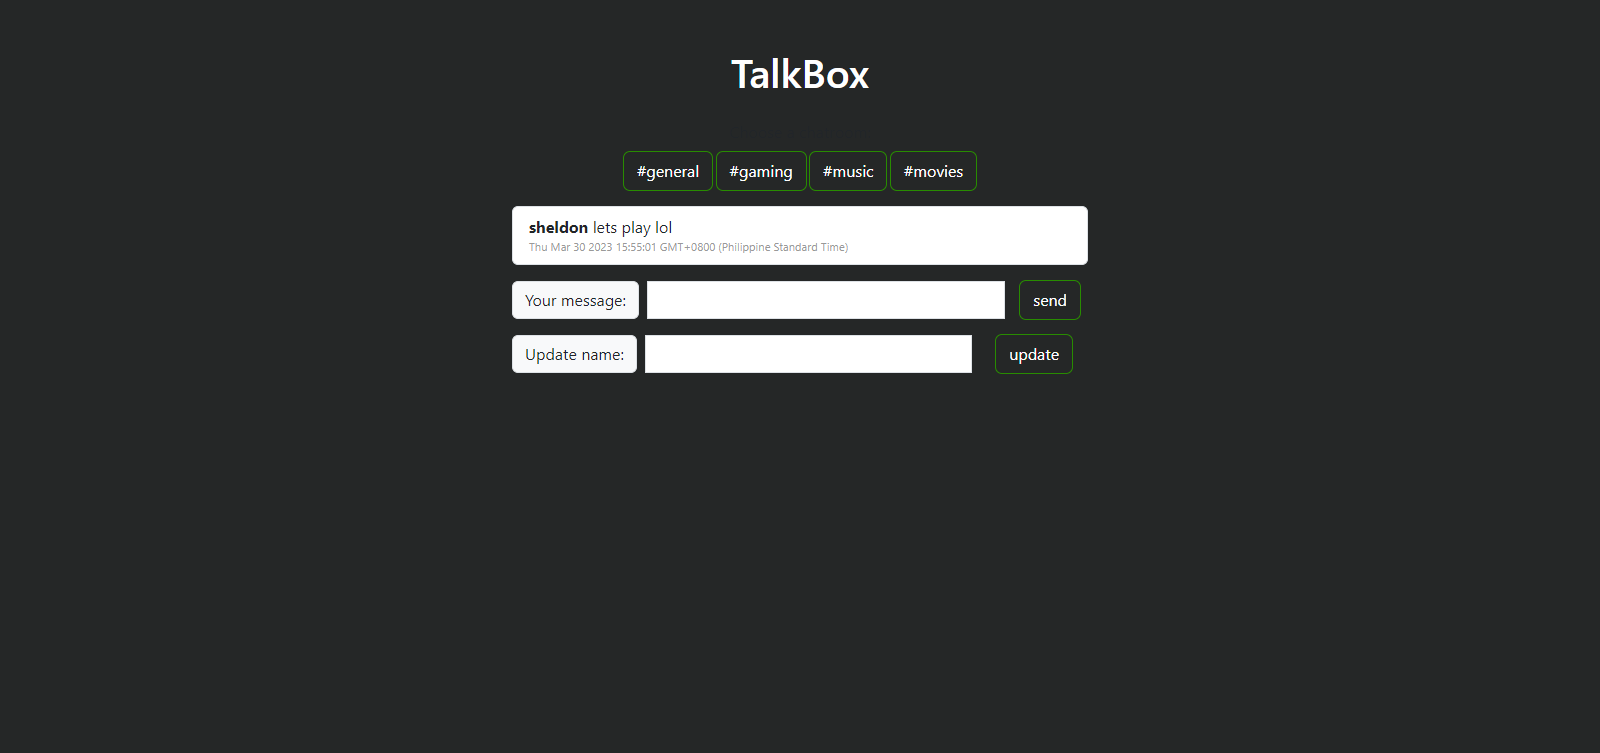 TalkBox
#general #gaming #music #movies
sheldon lets play lol
Thu Mar 30 2023 15:55:01 GMT+0800 (Philippine Standard Time)
Your message: send
Update name: update